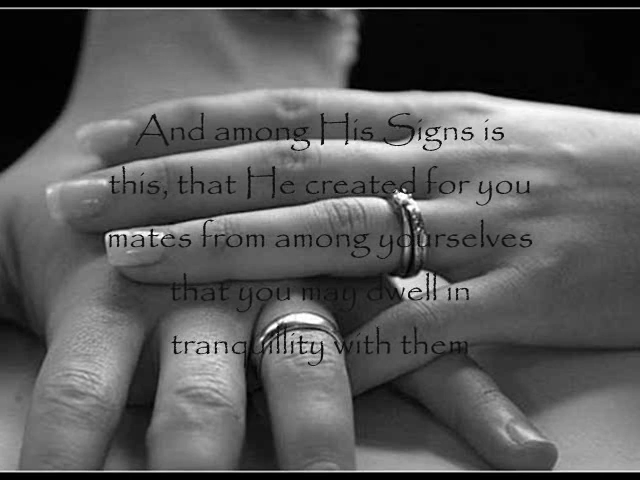 And among His Signs is
this, that He created for you
mates from among yourselves
that you may dwell in
tranquillity with them